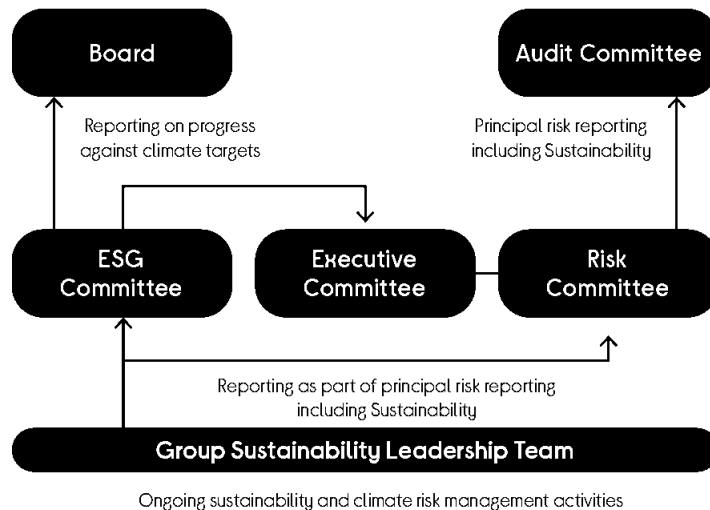 Board
Audit Committee
Reporting on progress
against climate targets
Principal risk reporting
including Sustainability
ESG
Committee
Executive
Committee
Risk
Committee
Reporting as part of principal risk reporting
including Sustainability
Group Sustainability Leadership Team
Ongoing sustainability and climate risk management activities